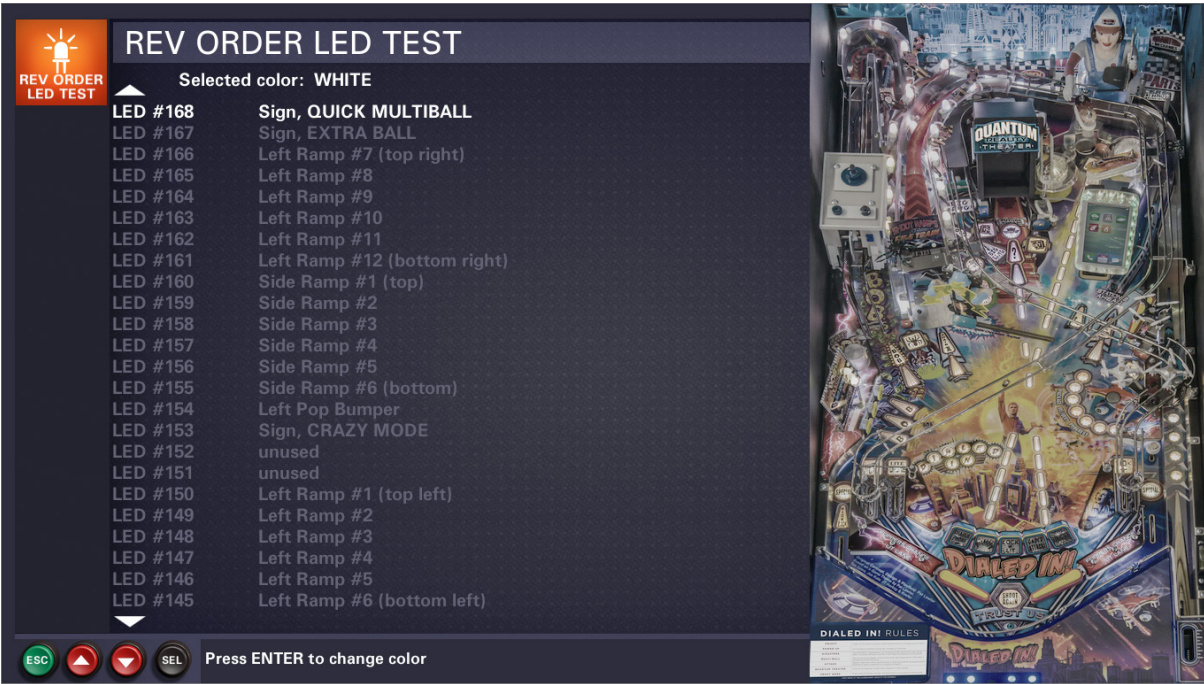 REV ORDER LED TEST
REV ORDER
LED TEST
Selected color: WHITE
LED #168 Sign, QUICK MULTIBALL
LED #167 Sign, EXTRA BALL
LED #166 Left Ramp #7 (top right)
LED #165 Left Ramp #8
LED #164 Left Ramp #9
LED #163 Left Ramp #10
LED #162 Left Ramp #11
LED #161 Left Ramp #12 (bottom right)
LED #160 Side Ramp #1 (top)
LED #159 Side Ramp #2
LED #158 Side Ramp #3
LED #157 Side Ramp #4
LED #156 Side Ramp #5
LED #155 Side Ramp #6 (bottom)
LED #154 Left Pop Bumper
LED #153 Sign, CRAZY MODE
LED #152 unused
LED #151 unused
LED #150 Left Ramp #1 (top left)
LED #149 Left Ramp #2
LED #148 Left Ramp #3
LED #147 Left Ramp #4
LED #146 Left Ramp #5
LED #145 Left Ramp #6 (bottom left)
ESC SEL Press ENTER to change color
QUANTUM
THEATER
DIALED IN!
SHOOT
AGAIN
TRUST US
DIALED IN! RULES
DIALED IN!